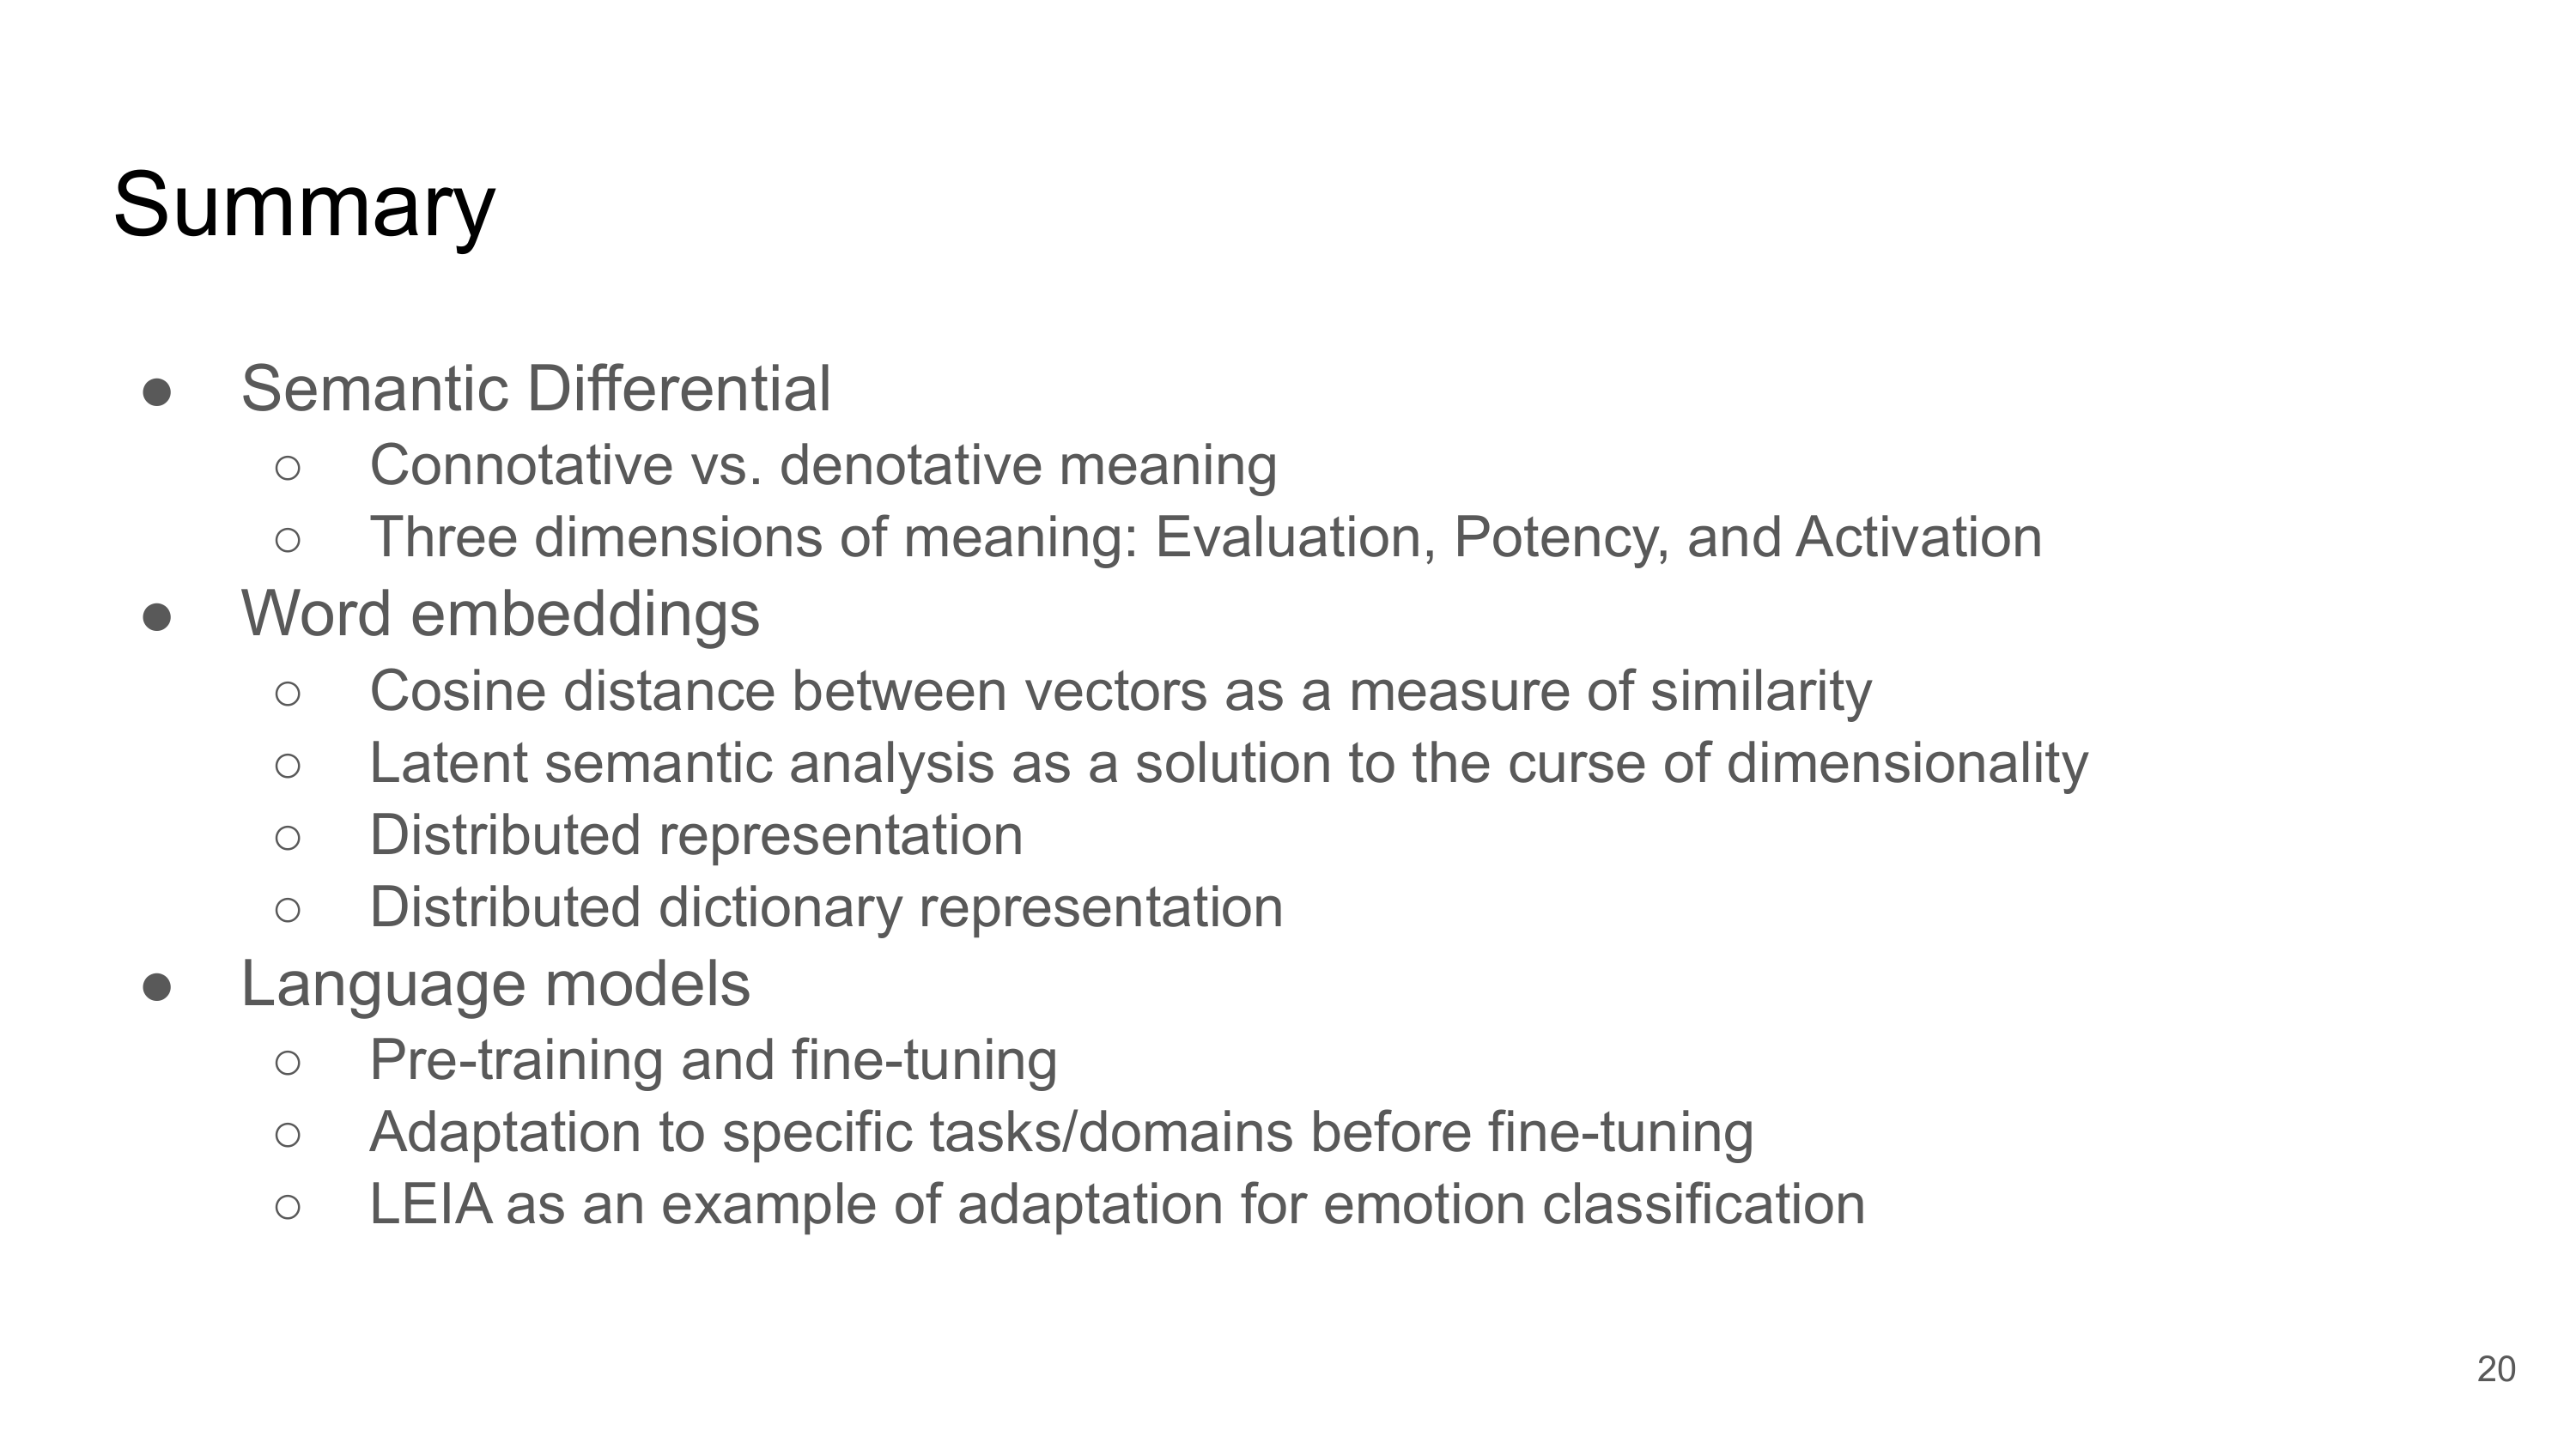 Summary
● Semantic Differential
○ Connotative vs. denotative meaning
○ Three dimensions of meaning: Evaluation, Potency, and Activation
● Word embeddings
○ Cosine distance between vectors as a measure of similarity
○ Latent semantic analysis as a solution to the curse of dimensionality
○ Distributed representation
○ Distributed dictionary representation
● Language models
○ Pre-training and fine-tuning
○ Adaptation to specific tasks/domains before fine-tuning
○ LEIA as an example of adaptation for emotion classification
20